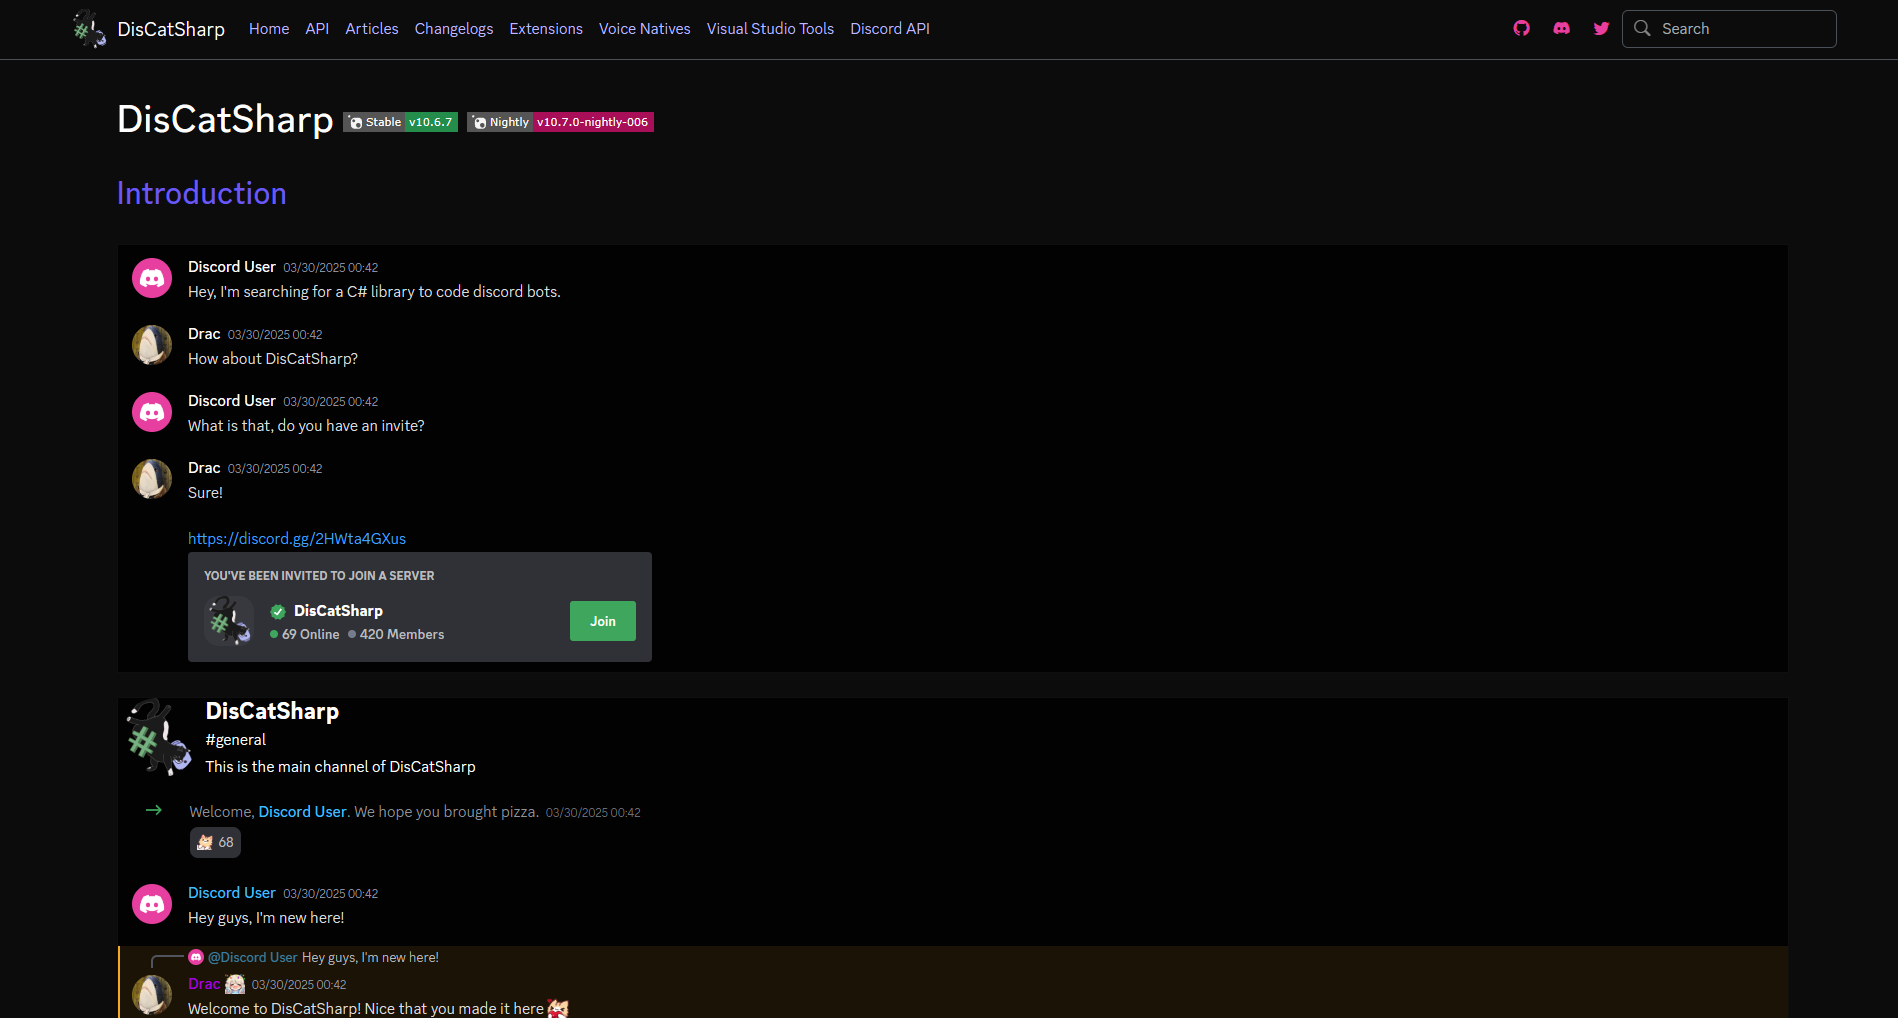 DisCatSharp Home API Articles Changelogs Extensions Voice Natives Visual Studio Tools Discord API Search
DisCatSharp Stable v10.6.7 Nightly v10.7.0-nightly-006
Introduction
Discord User 03/30/2025 00:42
Hey, I'm searching for a C# library to code discord bots.
Drac 03/30/2025 00:42
How about DisCatSharp?
Discord User 03/30/2025 00:42
What is that, do you have an invite?
Drac 03/30/2025 00:42
Sure!
https://discord.gg/2HWta4GXus
YOU'VE BEEN INVITED TO JOIN A SERVER
DisCatSharp
69 Online 420 Members
Join
DisCatSharp
#general
This is the main channel of DisCatSharp
Welcome, Discord User. We hope you brought pizza. 03/30/2025 00:42
68
Discord User 03/30/2025 00:42
Hey guys, I'm new here!
@Discord User Hey guys, I'm new here!
Drac 03/30/2025 00:42
Welcome to DisCatSharp! Nice that you made it here